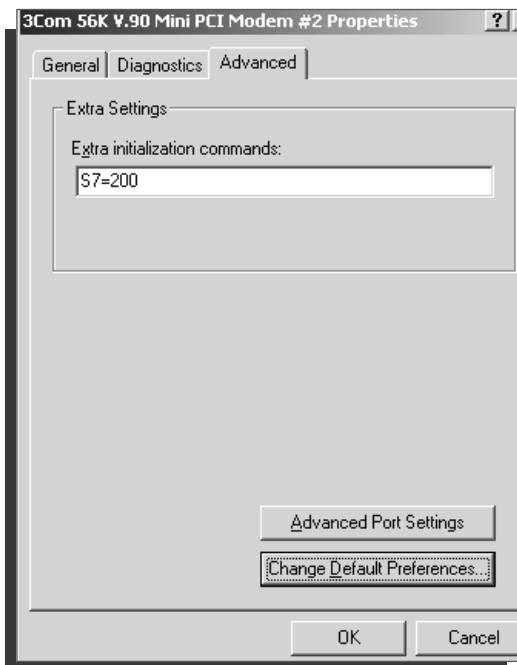 3Com 56K V.90 Mini PCI Modem #2 Properties ?
General Diagnostics Advanced
Extra Settings
Extra initialization commands:
S7=200
Advanced Port Settings
Change Default Preferences...
OK Cancel